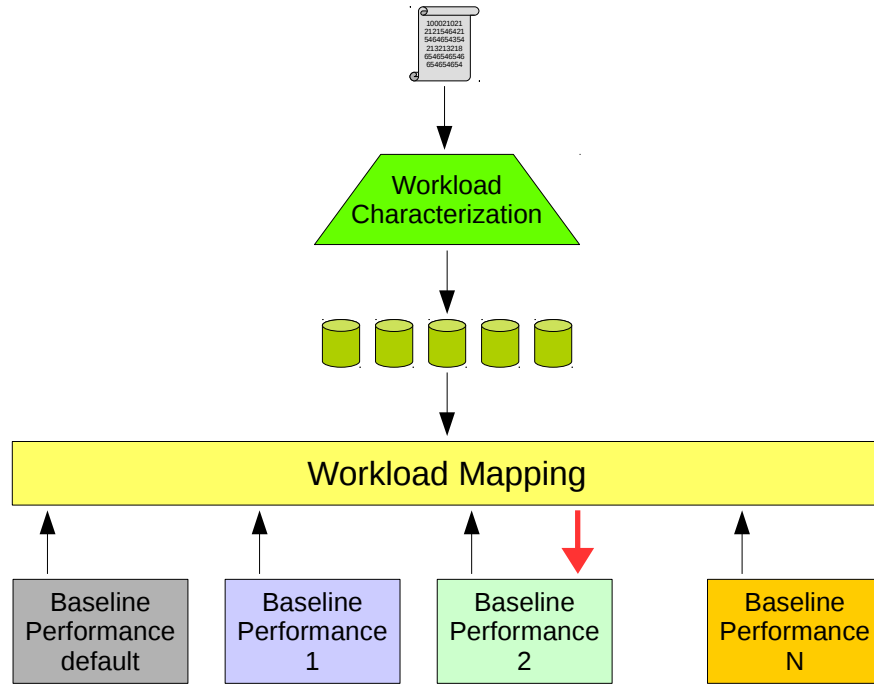 100021021
2121546421
5464654354
213213218
6546546546
654654654
Workload
Characterization
Workload Mapping
Baseline
Performance
default
Baseline
Performance
1
Baseline
Performance
2
Baseline
Performance
N